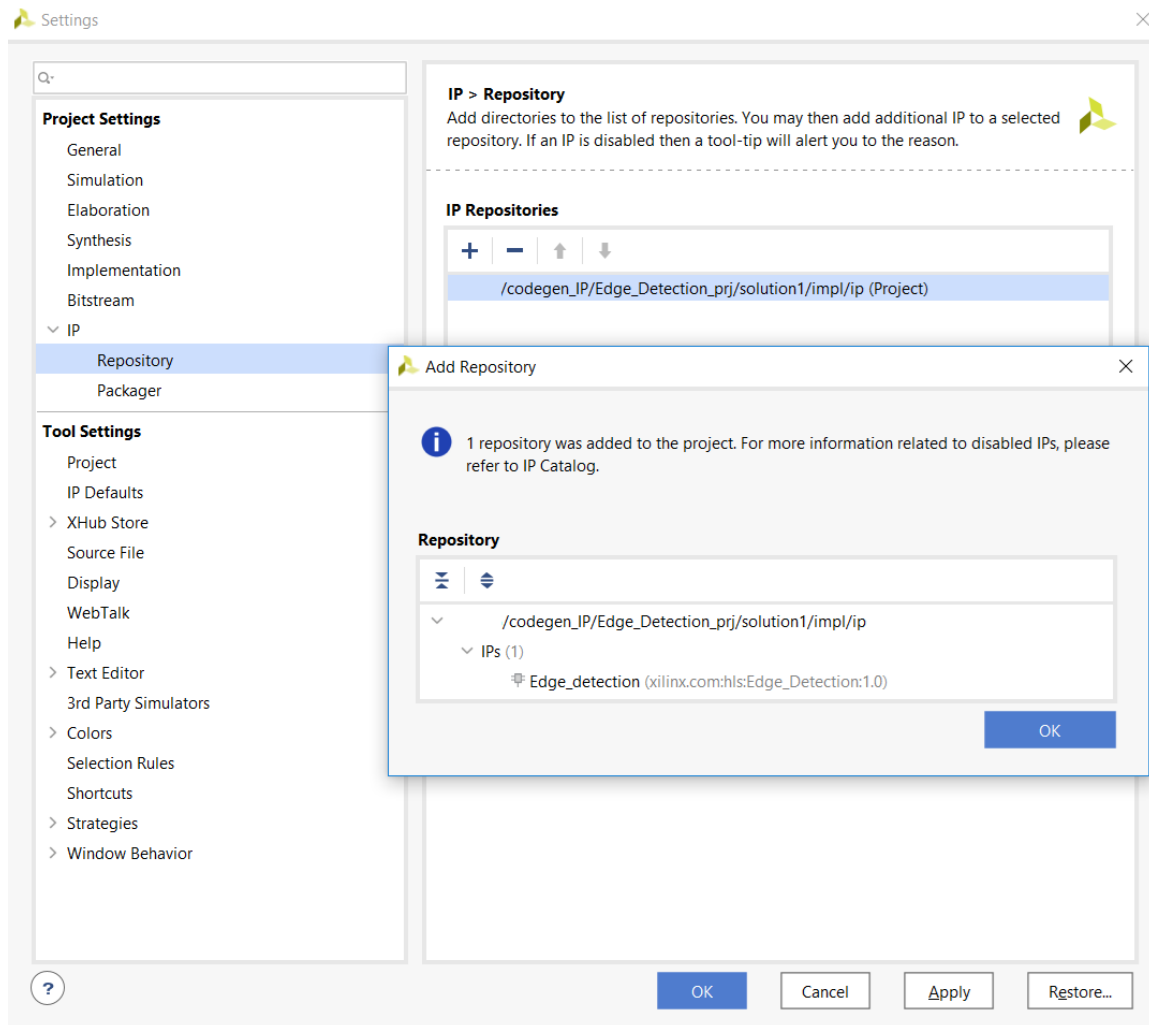 Settings
Project Settings
General
Simulation
Elaboration
Synthesis
Implementation
Bitstream
IP
Repository
Packager
Tool Settings
Project
IP Defaults
XHub Store
Source File
Display
WebTalk
Help
Text Editor
3rd Party Simulators
Colors
Selection Rules
Shortcuts
Strategies
Window Behavior
IP > Repository
Add directories to the list of repositories. You may then add additional IP to a selected
repository. If an IP is disabled then a tool-tip will alert you to the reason.
IP Repositories
/codegen_IP/Edge_Detection_prj/solution1/impl/ip (Project)
Add Repository
1 repository was added to the project. For more information related to disabled IPs, please
refer to IP Catalog.
Repository
/codegen_IP/Edge_Detection_prj/solution1/impl/ip
IPs (1)
Edge_detection (xilinx.com:hls:Edge_Detection:1.0)
OK
?
OK
Cancel
Apply
Restore...